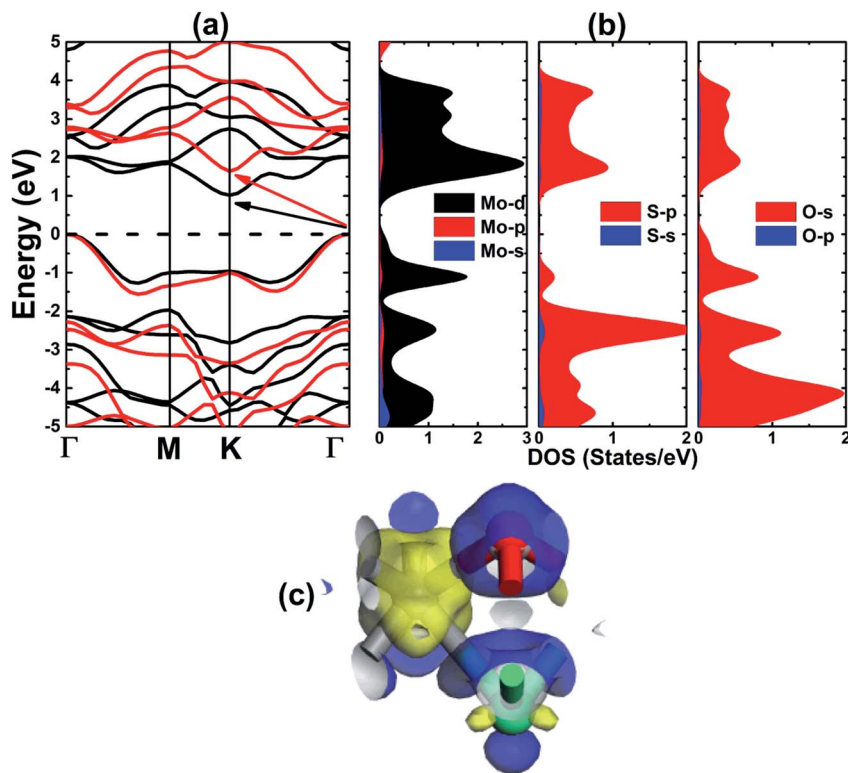 (a)
(b)
Energy (eV)
5
4
3
2
1
0
-1
-2
-3
-4
-5
Γ
M
K
Γ
Mo-d
Mo-p
Mo-s
0
1
2
3
S-p
S-s
0
1
2
O-s
O-p
0
1
2
DOS (States/eV)
(c)